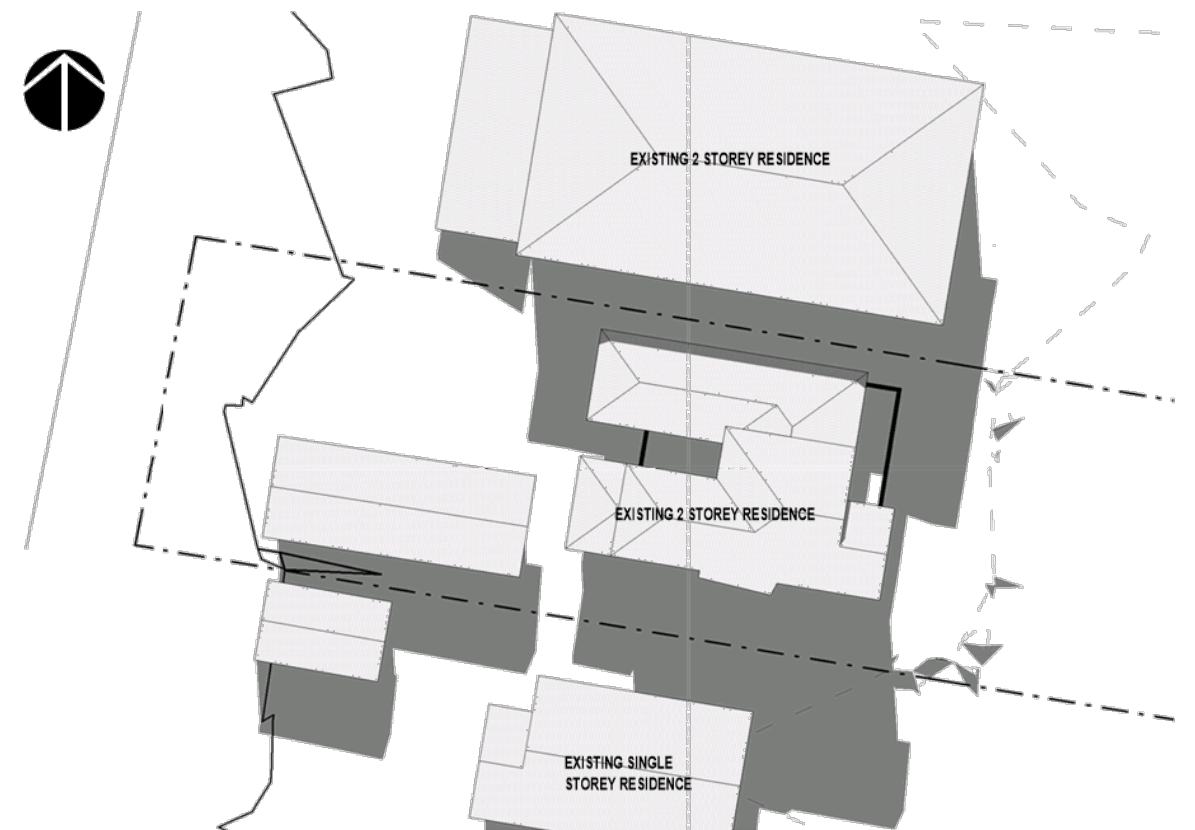 EXISTING 2 STOREY RESIDENCE
EXISTING 2 STOREY RESIDENCE
EXISTING SINGLE
STOREY RESIDENCE